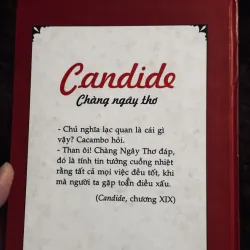 Candide
Chàng ngây thơ
- Chủ nghĩa lạc quan là cái gì
vậy? Cacambo hỏi.
- Than ôi! Chàng Ngây Thơ đáp,
đó là tính tin tưởng cuồng nhiệt
rằng tất cả mọi việc đều tốt, khi
mà người ta gặp toàn điều xấu.
(Candide, chương XIX)